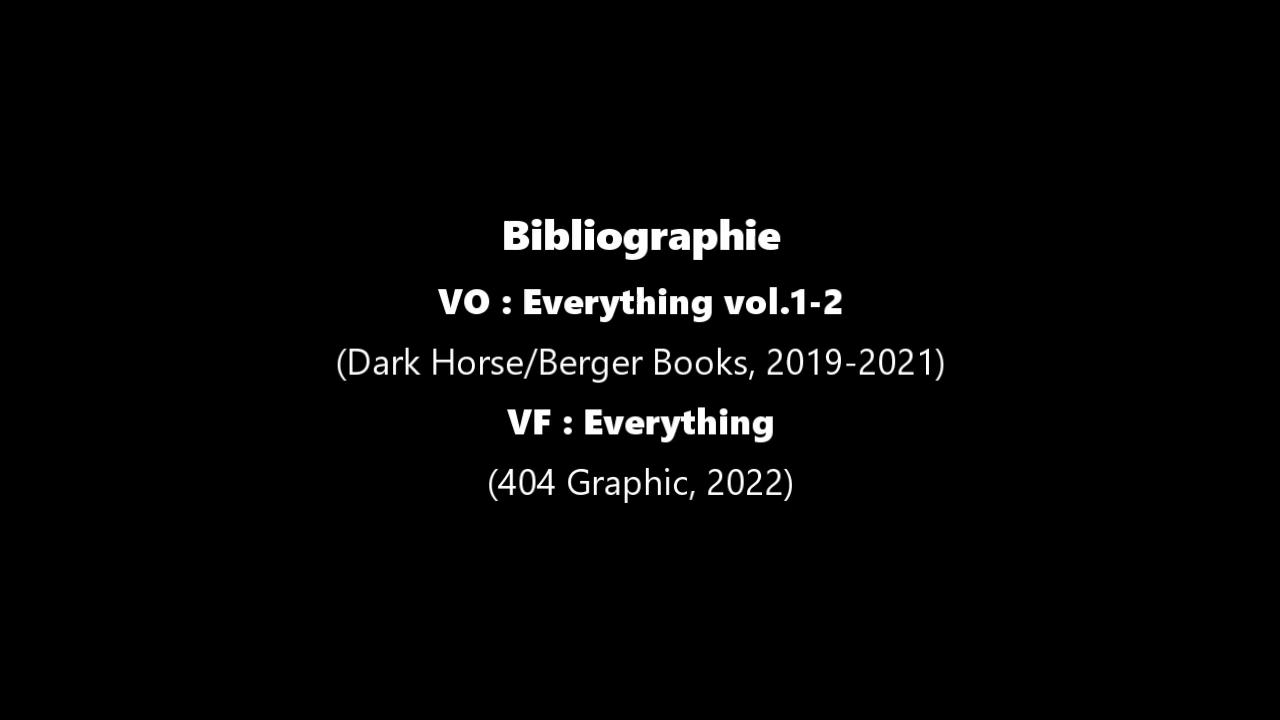 Bibliographie
VO : Everything vol.1-2
(Dark Horse/Berger Books, 2019-2021)
VF : Everything
(404 Graphic, 2022)